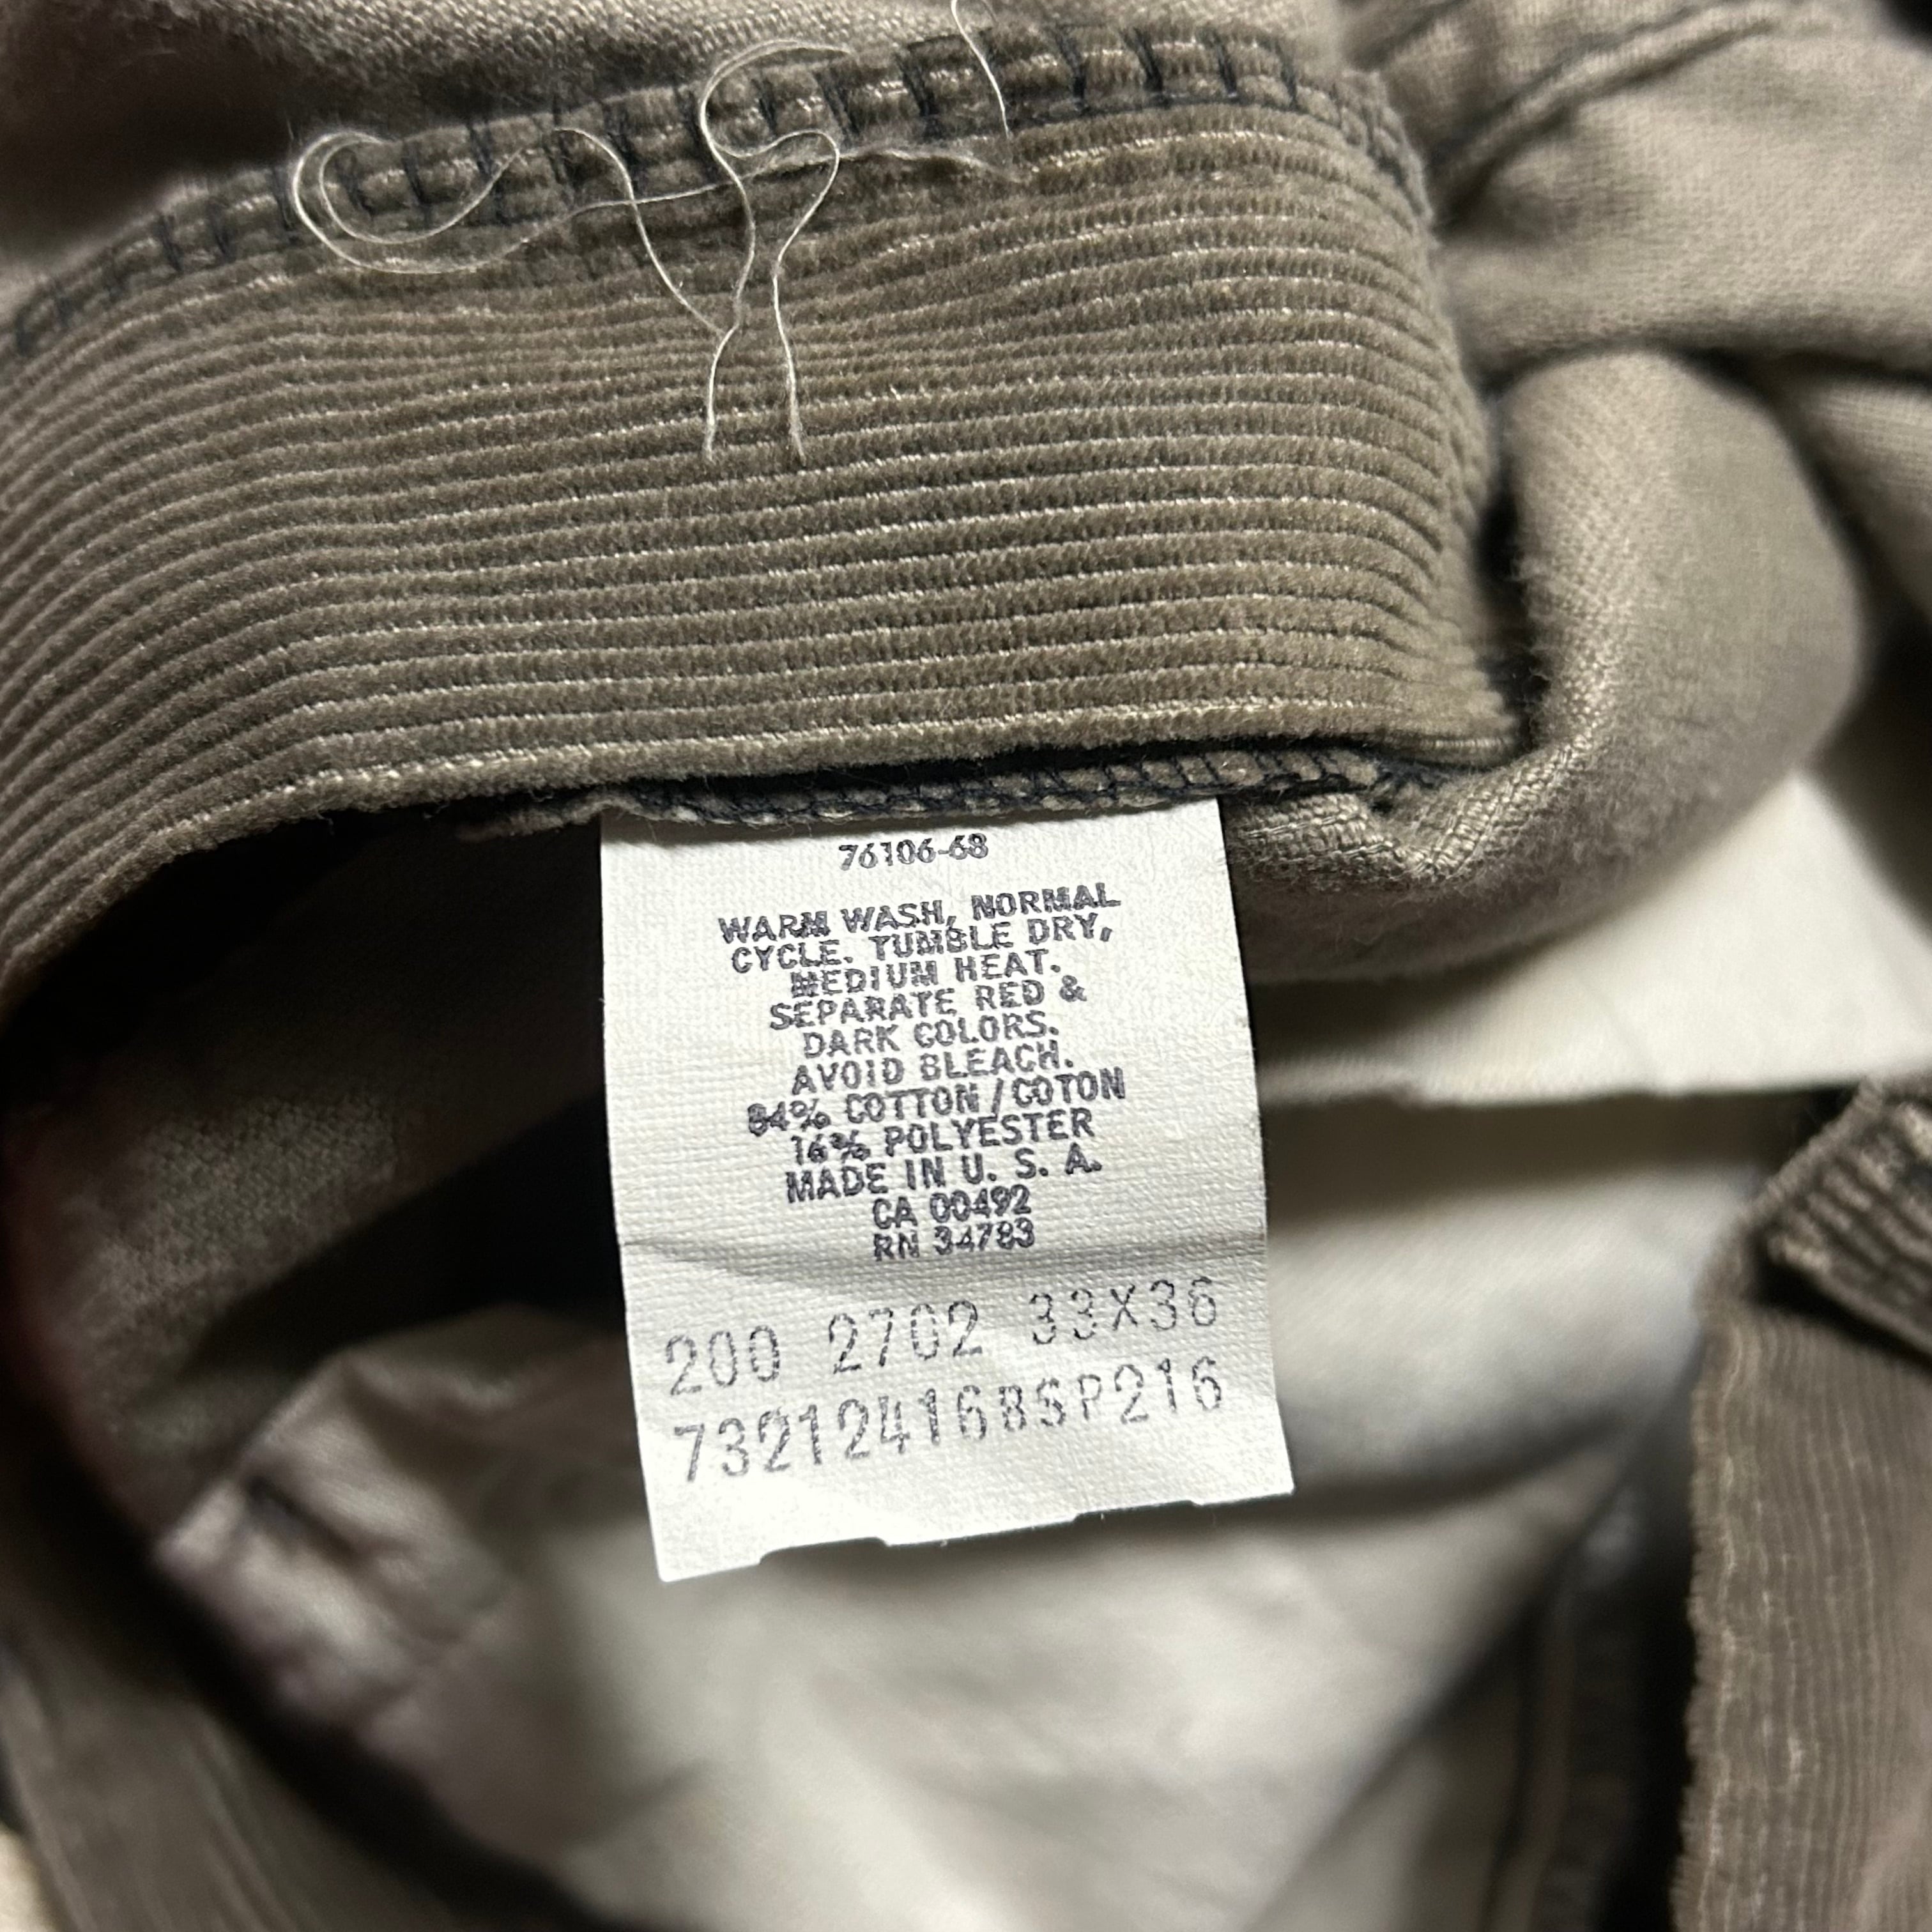 76106-68
WARM WASH, NORMAL
CYCLE. TUMBLE DRY,
MEDIUM HEAT.
SEPARATE RED &
DARK COLORS.
AVOID BLEACH.
84% COTTON/COTON
16% POLYESTER
MADE IN U. S. A.
CA 00492
RN 34783
200 2702 33X36
732124168SP216